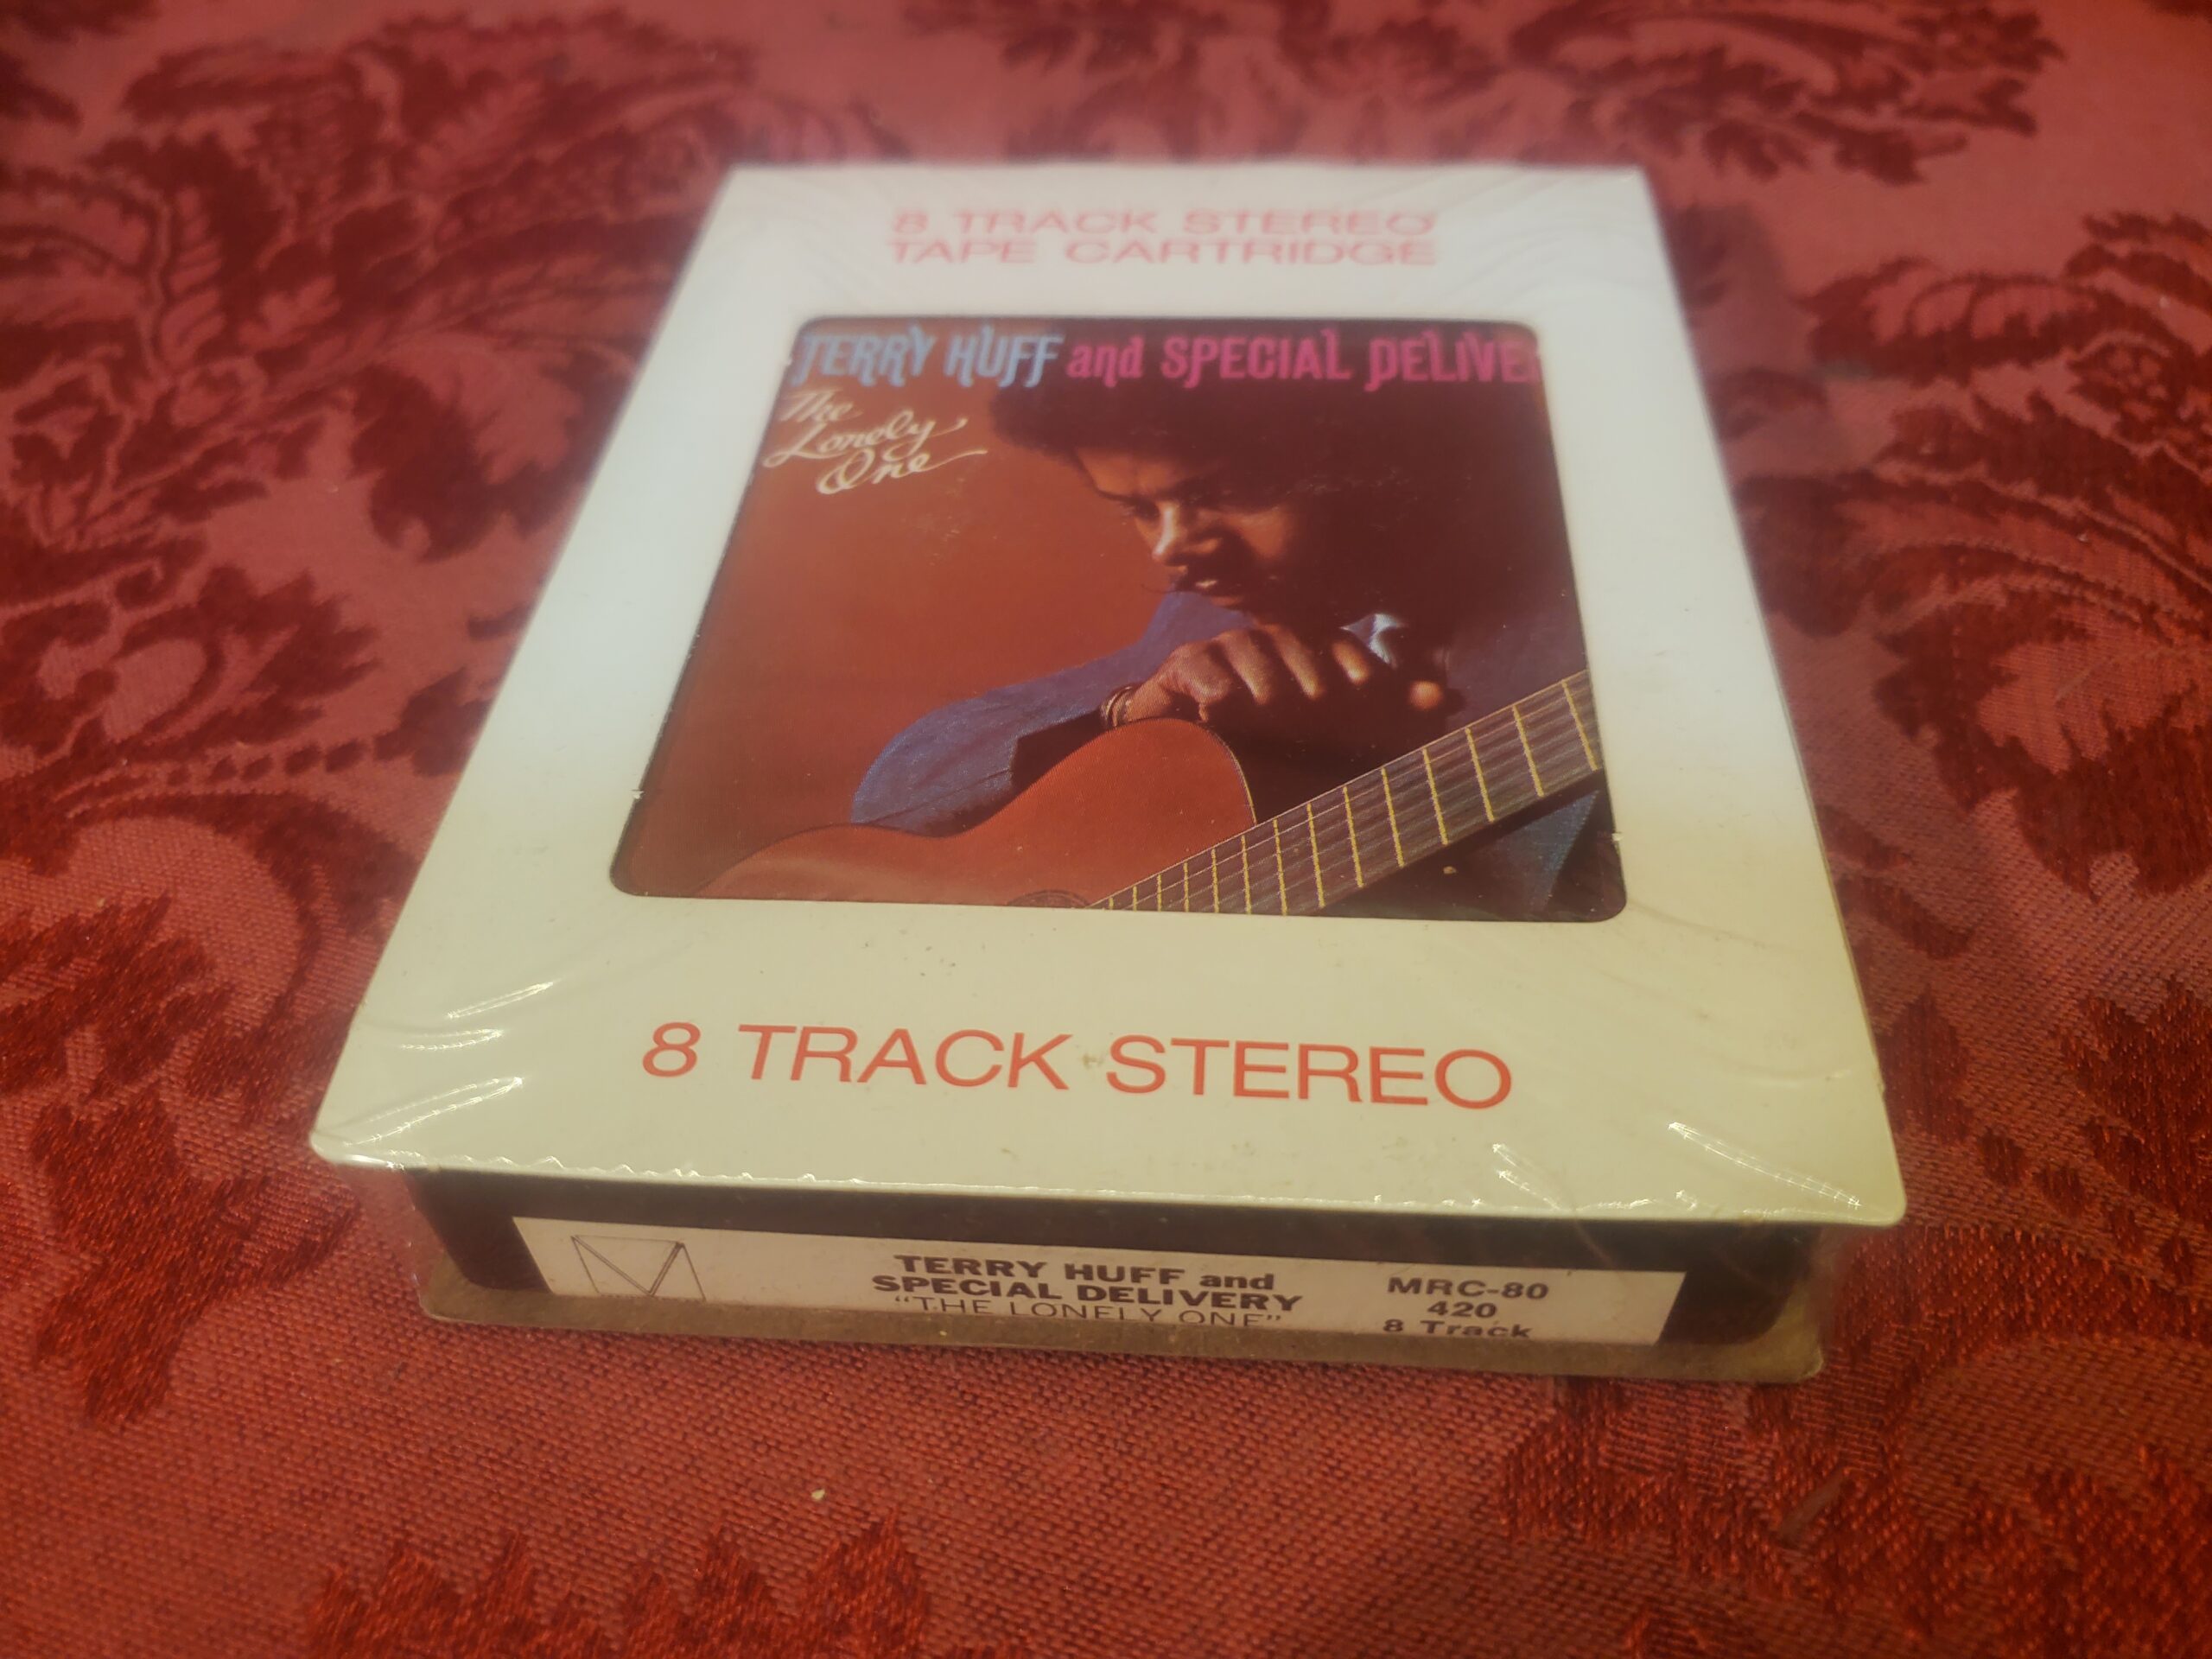 8 TRACK STEREO
TAPE CARTRIDGE
TERRY HUFF and SPECIAL DELIVE
The
Lonely
One
8 TRACK STEREO
TERRY HUFF and
SPECIAL DELIVERY
"THE LONELY ONE"
MRC-80
420
8 Track